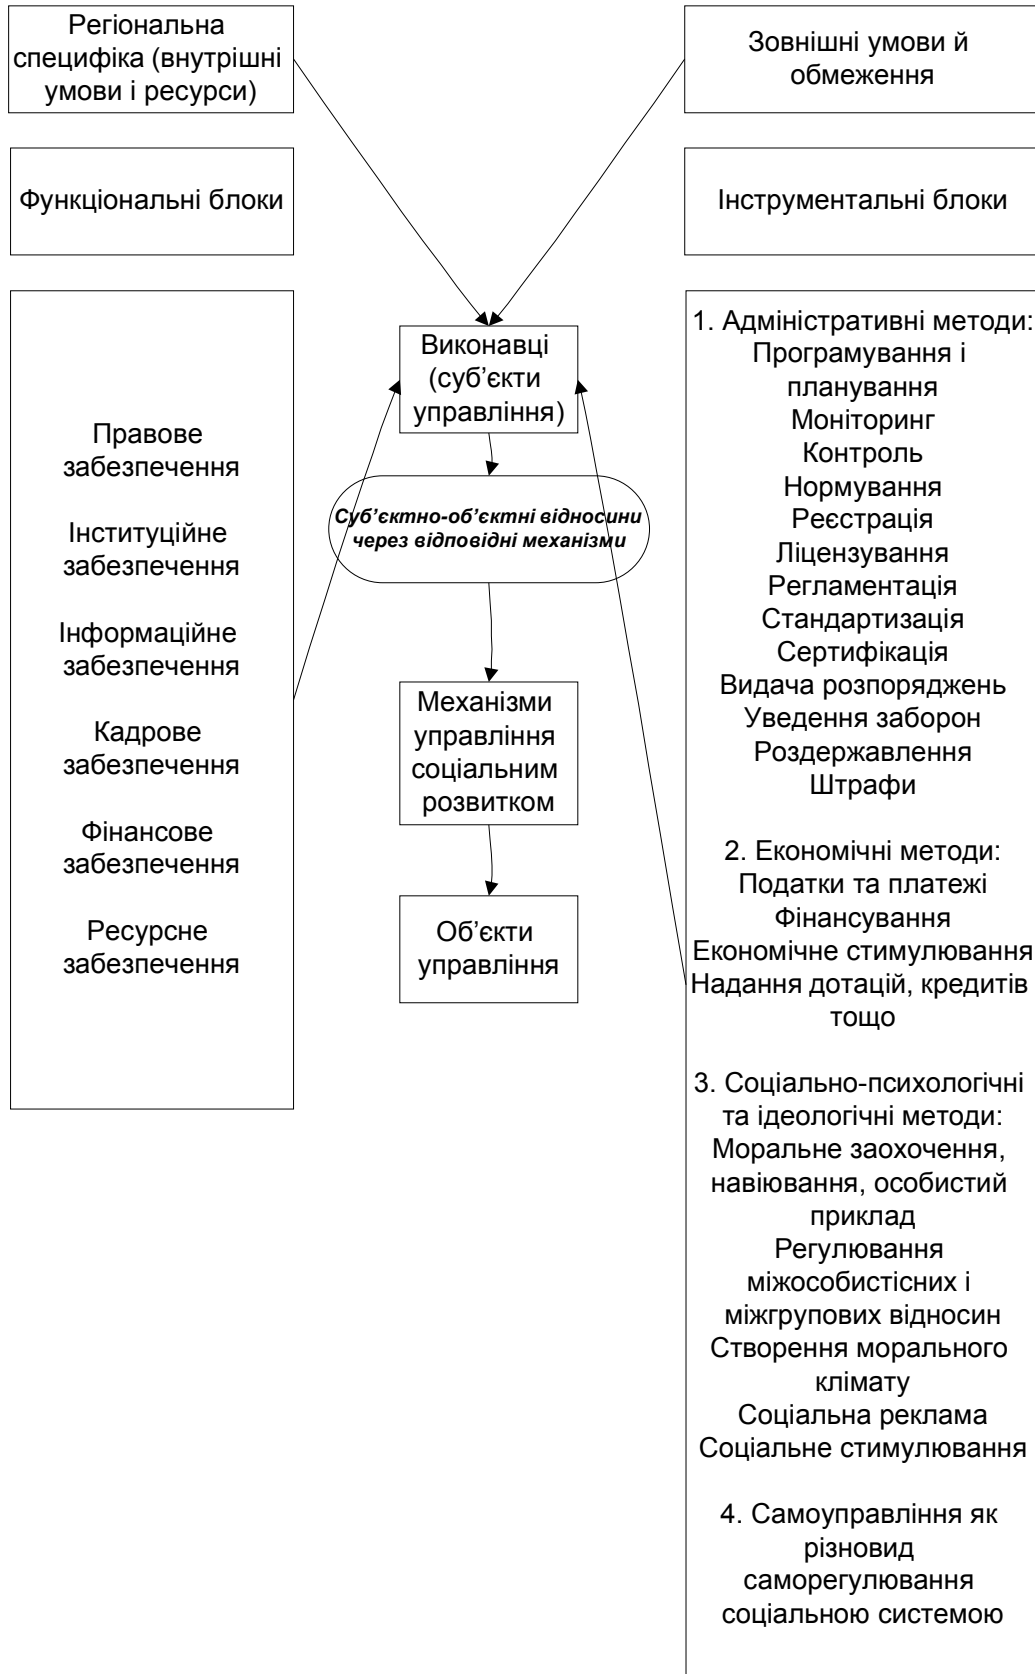 Регіональна
специфіка (внутрішні
умови і ресурси)
Зовнішні умови й
обмеження
Функціональні блоки
Інструментальні блоки
Правове
забезпечення
Інституційне
забезпечення
Інформаційне
забезпечення
Кадрове
забезпечення
Фінансове
забезпечення
Ресурсне
забезпечення
Виконавці
(суб’єкти
управління)
Суб’єктно-об’єктні відносини
через відповідні механізми
Механізми
управління
соціальним
розвитком
Об’єкти
управління
1. Адміністративні методи:
Програмування і
планування
Моніторинг
Контроль
Нормування
Реєстрація
Ліцензування
Регламентація
Стандартизація
Сертифікація
Видача розпоряджень
Уведення заборон
Роздержавлення
Штрафи
2. Економічні методи:
Податки та платежі
Фінансування
Економічне стимулювання
Надання дотацій, кредитів
тощо
3. Соціально-психологічні
та ідеологічні методи:
Моральне заохочення,
навіювання, особистий
приклад
Регулювання
міжособистісних і
міжгрупових відносин
Створення морального
клімату
Соціальна реклама
Соціальне стимулювання
4. Самоуправління як
різновид
саморегулювання
соціальною системою